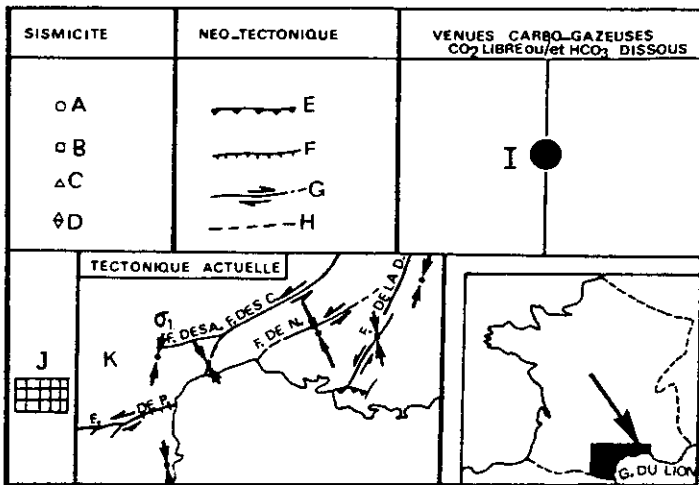 SISMICITE
NEO_TECTONIQUE
VENUES CARBO_GAZEUSES
CO2 LIBRE ou/et HCO3 DISSOUS
A
B
C
D
E
F
G
H
I
TECTONIQUE ACTUELLE
J
K
σ1
F. DES A.
F. DES C.
F. DE N.
F. DE LA D.
F. DE P.
G. DU LION